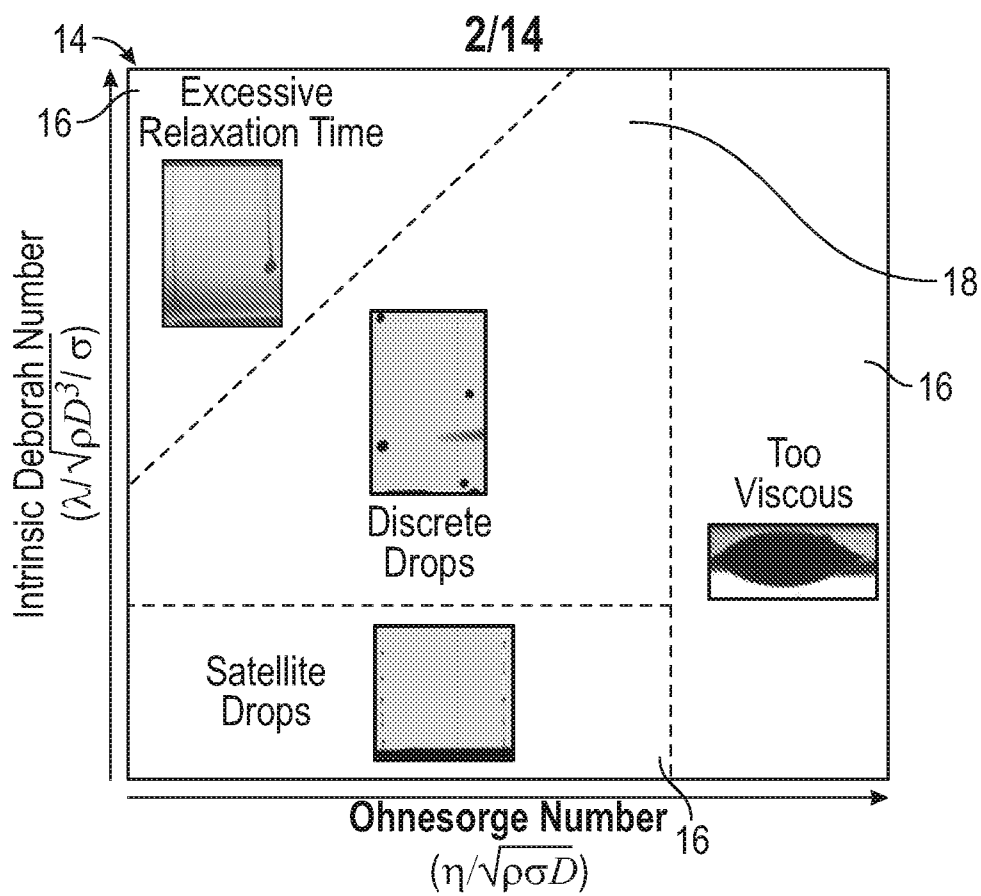 2/14
14
16
Excessive
Relaxation Time
18
16
Intrinsic Deborah Number
(λ/√ρD³/σ)
Discrete
Drops
Too
Viscous
Satellite
Drops
Ohnesorge Number
16
(η/√ρσD)